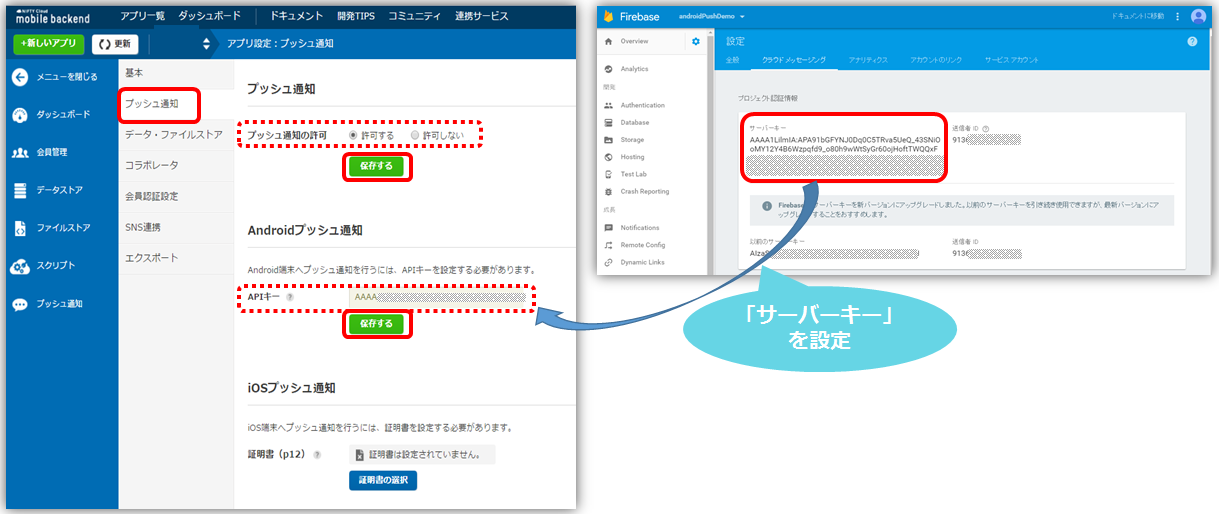 NIFTY Cloud
mobile backend
アプリ一覧 ダッシュボード ドキュメント 開発TIPS コミュニティ 連携サービス
+新しいアプリ
更新
アプリ設定:プッシュ通知
メニューを閉じる
ダッシュボード
会員管理
データストア
ファイルストア
スクリプト
プッシュ通知
基本
プッシュ通知
データ・ファイルストア
コラボレータ
会員認証設定
SNS連携
エクスポート
プッシュ通知
プッシュ通知の許可 許可する 許可しない
保存する
Androidプッシュ通知
Android端末へプッシュ通知を行うには、APIキーを設定する必要があります。
APIキー ? AAAA
保存する
iOSプッシュ通知
iOS端末へプッシュ通知を行うには、証明書を設定する必要があります。
証明書(p12) ? 証明書は設定されていません。
証明書の選択
Firebase androidPushDemo ドキュメントに移動
Overview
Analytics
開発
Authentication
Database
Storage
Hosting
Test Lab
Crash Reporting
成長
Notifications
Remote Config
Dynamic Links
設定 ?
全般 クラウド メッセージング アナリティクス アカウントのリンク サービス アカウント
プロジェクト認証情報
サーバーキー
AAAA1LiImIA:APA91bGFYNJ0Dq0C5TRva5UeQ_43SNiO
oMY12Y4B6Wzpqfd9_o80h9wWtSyGr60ojHoftTWQQxF
送信者 ID ?
9136
Firebase サーバーキーを新バージョンにアップグレードしました。以前のサーバーキーを引き続き使用できますが、最新バージョンにア
ップグレードすることをおすすめします。
以前のサーバーキー
AIza
送信者 ID
9136
「サーバーキー」
を設定